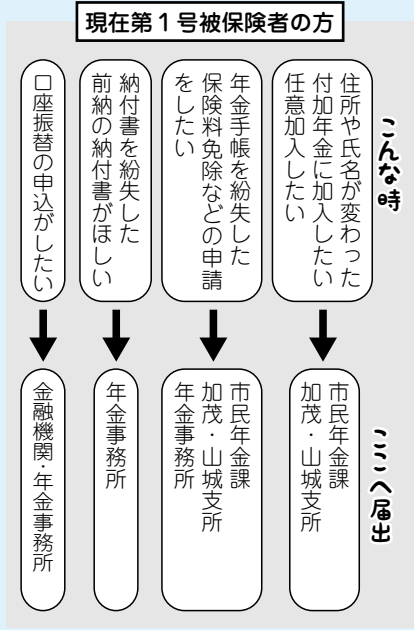 現在第1号被保険者の方
こんな時
住所や氏名が変わった
付加年金に加入したい
任意加入したい
年金手帳を紛失した
保険料免除などの申請
をしたい
納付書を紛失した
前納の納付書がほしい
口座振替の申込がしたい
ここへ届出
市民年金課
加茂・山城支所
市民年金課
加茂・山城支所
年金事務所
年金事務所
金融機関・年金事務所